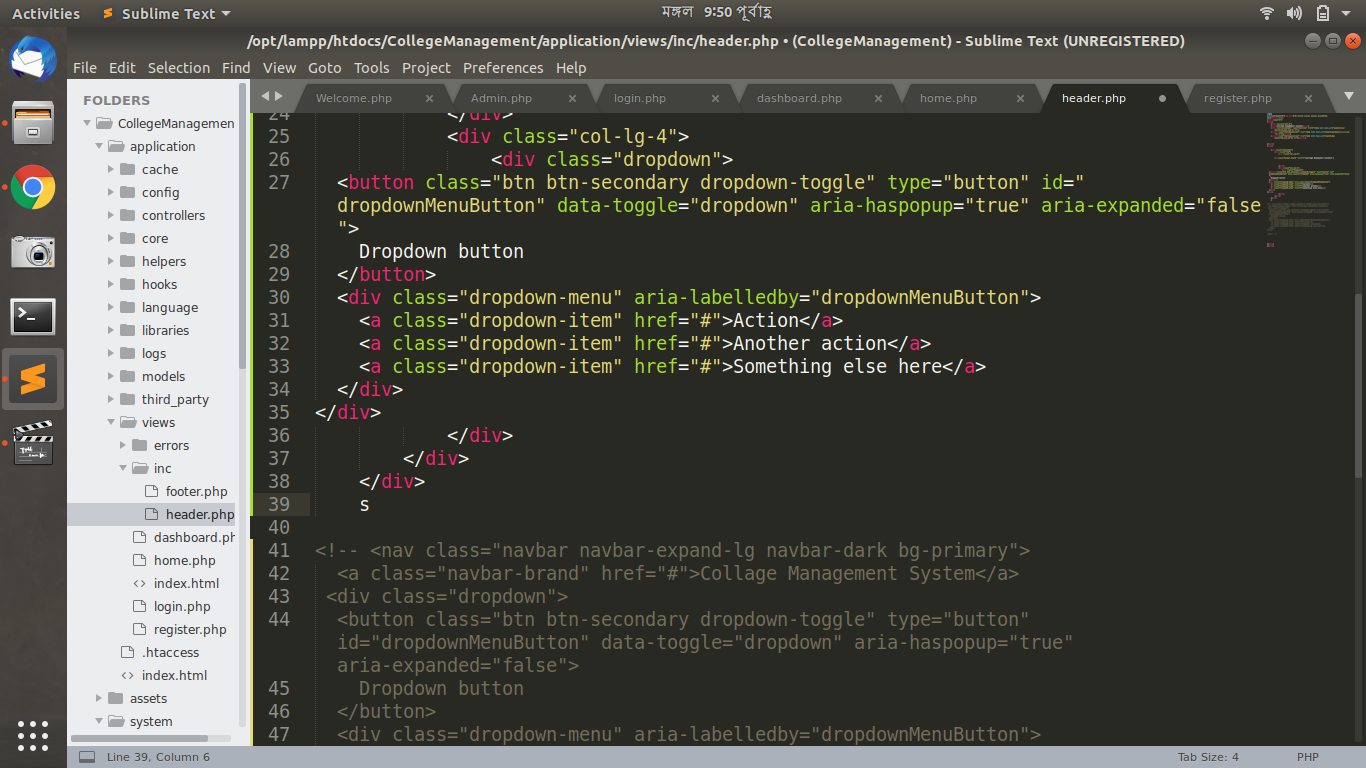 Activities
Sublime Text
মঙ্গল 9:50 পূর্বাহ্ণ
/opt/lampp/htdocs/CollegeManagement/application/views/inc/header.php • (CollegeManagement) - Sublime Text (UNREGISTERED)
File Edit Selection Find View Goto Tools Project Preferences Help
FOLDERS
CollegeManagemen
application
cache
config
controllers
core
helpers
hooks
language
libraries
logs
models
third_party
views
errors
inc
footer.php
header.php
dashboard.ph
home.php
index.html
login.php
register.php
.htaccess
index.html
assets
system
Welcome.php
Admin.php
login.php
dashboard.php
home.php
header.php
register.php
24 </div>
25 <div class="col-lg-4">
26 <div class="dropdown">
27 <button class="btn btn-secondary dropdown-toggle" type="button" id="
dropdownMenuButton" data-toggle="dropdown" aria-haspopup="true" aria-expanded="false
">
28 Dropdown button
29 </button>
30 <div class="dropdown-menu" aria-labelledby="dropdownMenuButton">
31 <a class="dropdown-item" href="#">Action</a>
32 <a class="dropdown-item" href="#">Another action</a>
33 <a class="dropdown-item" href="#">Something else here</a>
34 </div>
35 </div>
36 </div>
37 </div>
38 </div>
39 s
40
41 <!-- <nav class="navbar navbar-expand-lg navbar-dark bg-primary">
42 <a class="navbar-brand" href="#">Collage Management System</a>
43 <div class="dropdown">
44 <button class="btn btn-secondary dropdown-toggle" type="button"
id="dropdownMenuButton" data-toggle="dropdown" aria-haspopup="true"
aria-expanded="false">
45 Dropdown button
46 </button>
47 <div class="dropdown-menu" aria-labelledby="dropdownMenuButton">
Line 39, Column 6
Tab Size: 4
PHP